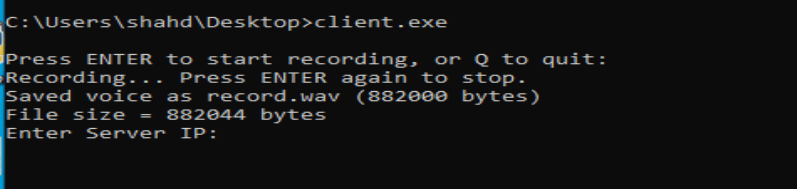 C:\Users\shahd\Desktop>client.exe
Press ENTER to start recording, or Q to quit:
Recording... Press ENTER again to stop.
Saved voice as record.wav (882000 bytes)
File size = 882044 bytes
Enter Server IP: